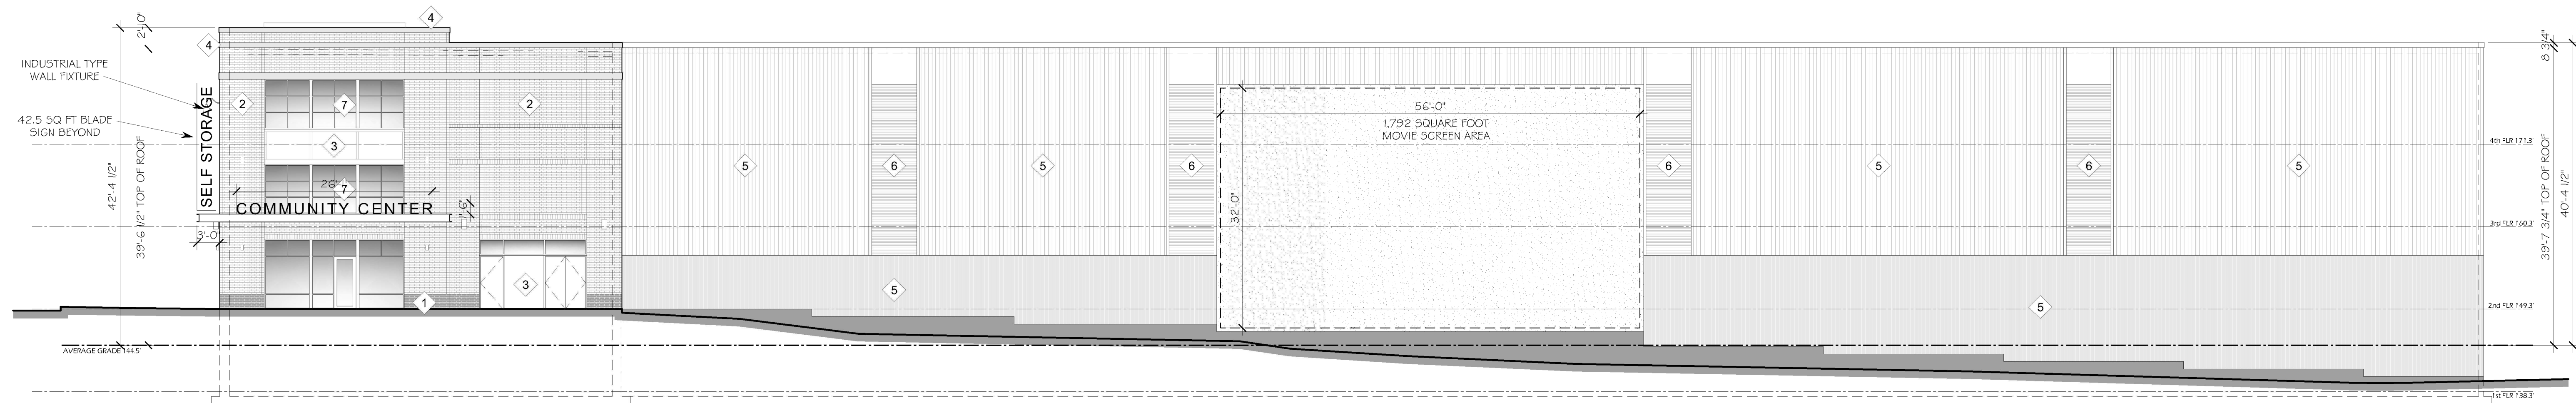 4
2'-10"
4
8 3/4"
INDUSTRIAL TYPE
WALL FIXTURE
2
7
2
SELF STORAGE
42.5 SQ FT BLADE
SIGN BEYOND
56'-0"
1,792 SQUARE FOOT
MOVIE SCREEN AREA
3
4th FLR 171.3'
5
6
5
6
6
5
6
5
42'-4 1/2"
39'-6 1/2" TOP OF ROOF
39'-7 3/4" TOP OF ROOF
40'-4 1/2"
7
COMMUNITY CENTER
1'-6"
32'-0"
3rd FLR 160.3'
3'-0"
3
5
1
5
2nd FLR 149.3'
AVERAGE GRADE 144.5'
1st FLR 138.3'